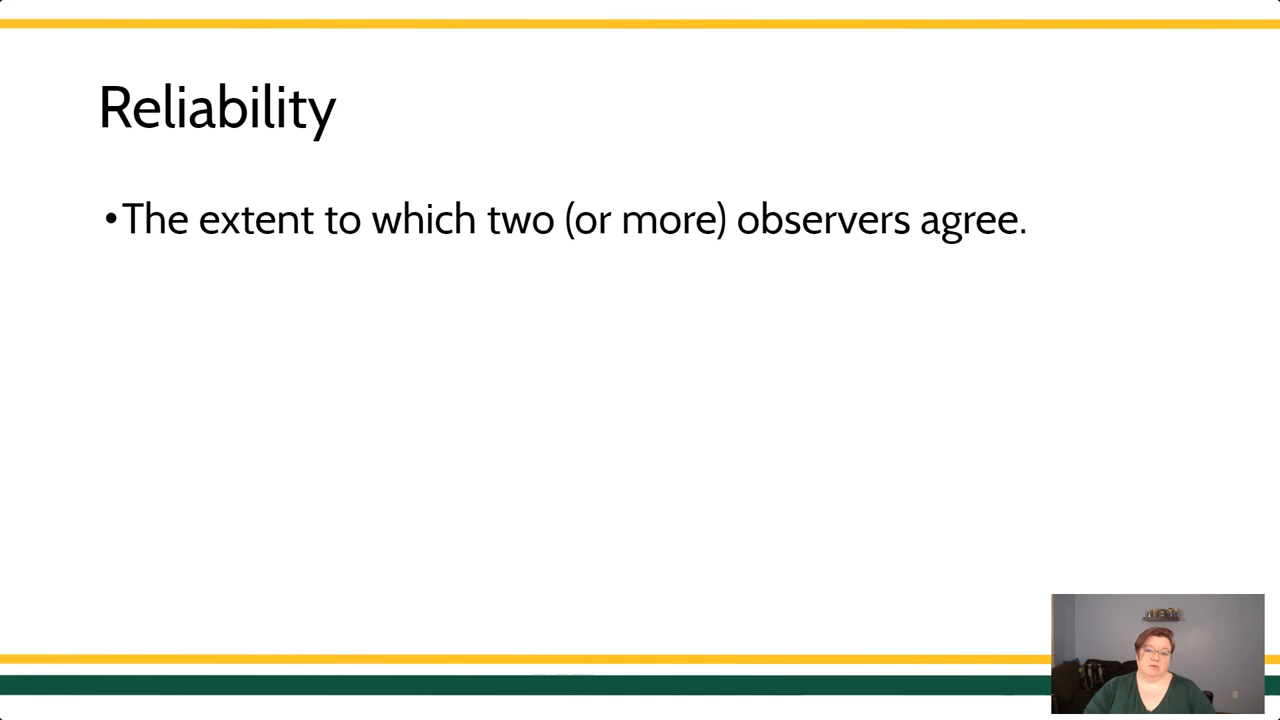 Reliability
•The extent to which two (or more) observers agree.